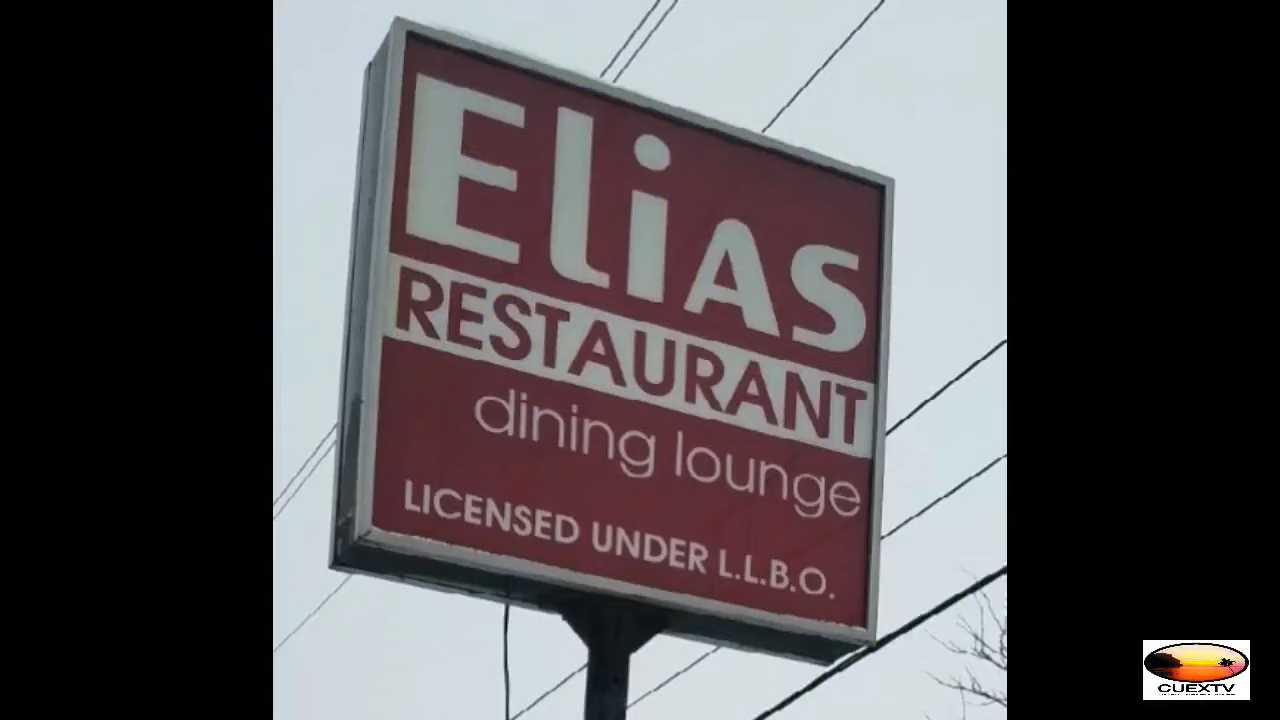 ELiAS
RESTAURANT
dining lounge
LICENSED UNDER L.L.B.O.
CUEXTV